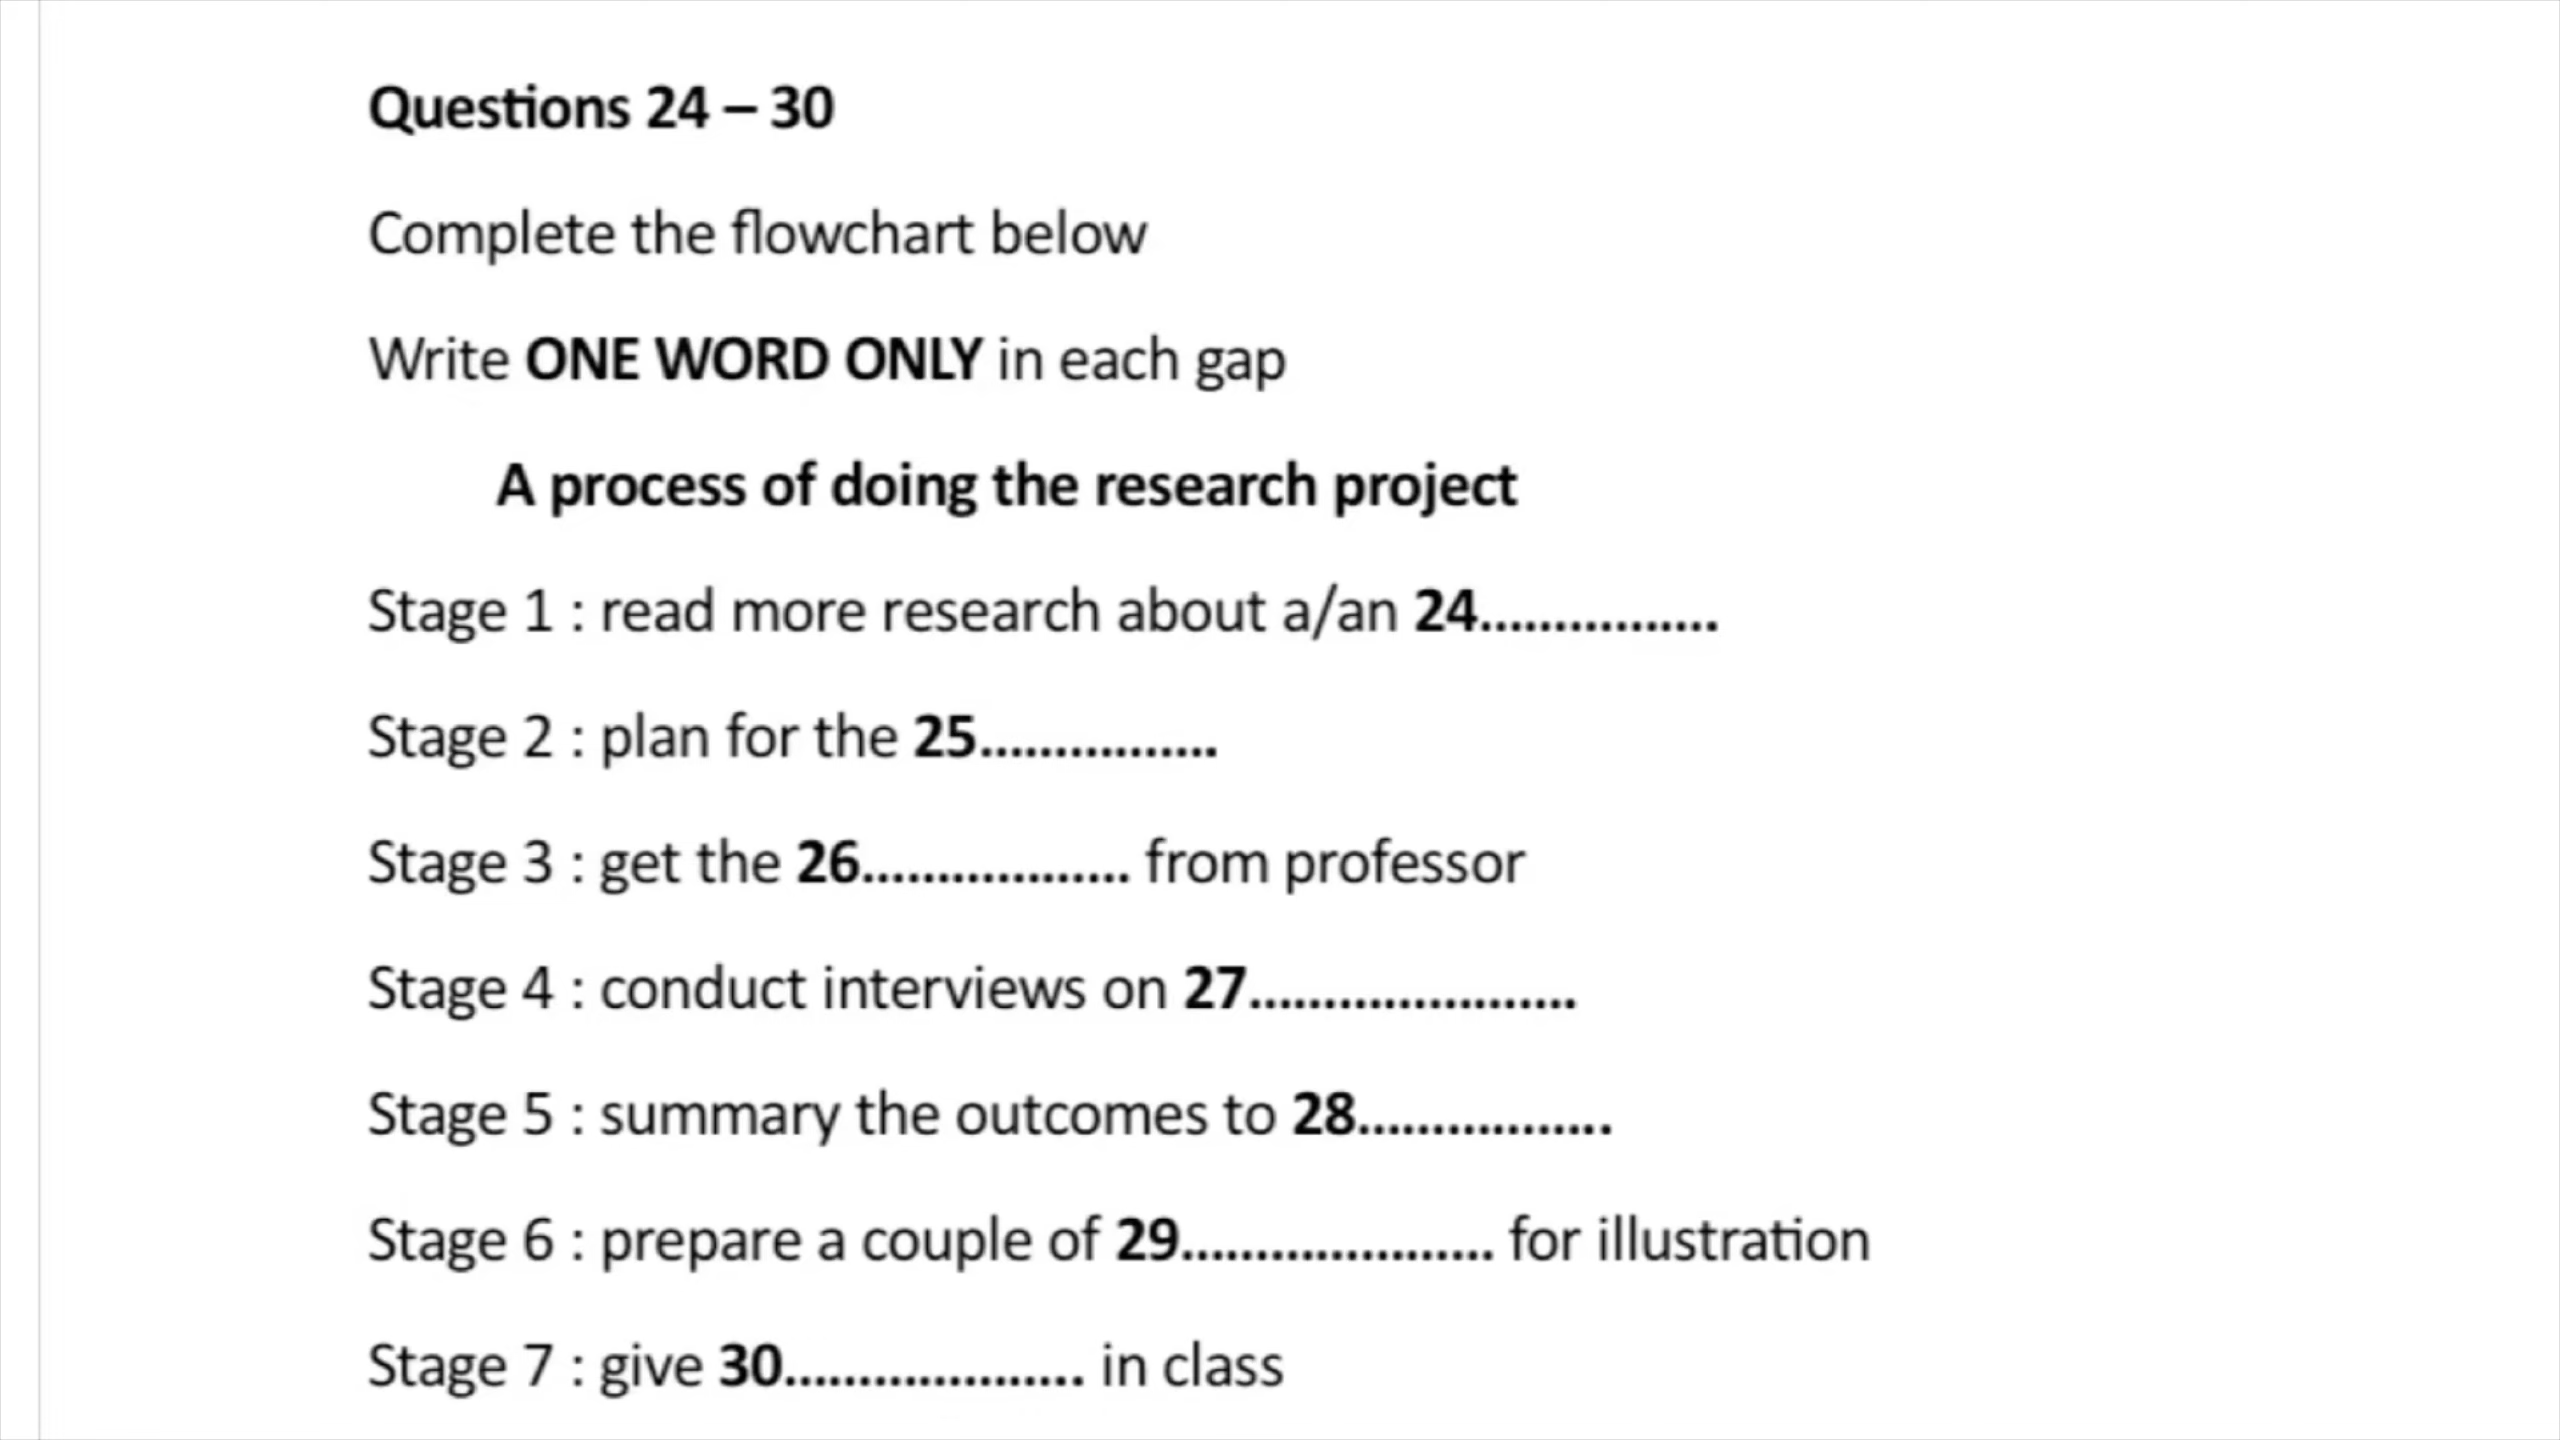 Questions 24 – 30
Complete the flowchart below
Write ONE WORD ONLY in each gap
A process of doing the research project
Stage 1 : read more research about a/an 24................
Stage 2 : plan for the 25................
Stage 3 : get the 26.................. from professor
Stage 4 : conduct interviews on 27......................
Stage 5 : summary the outcomes to 28.................
Stage 6 : prepare a couple of 29..................... for illustration
Stage 7 : give 30.................... in class